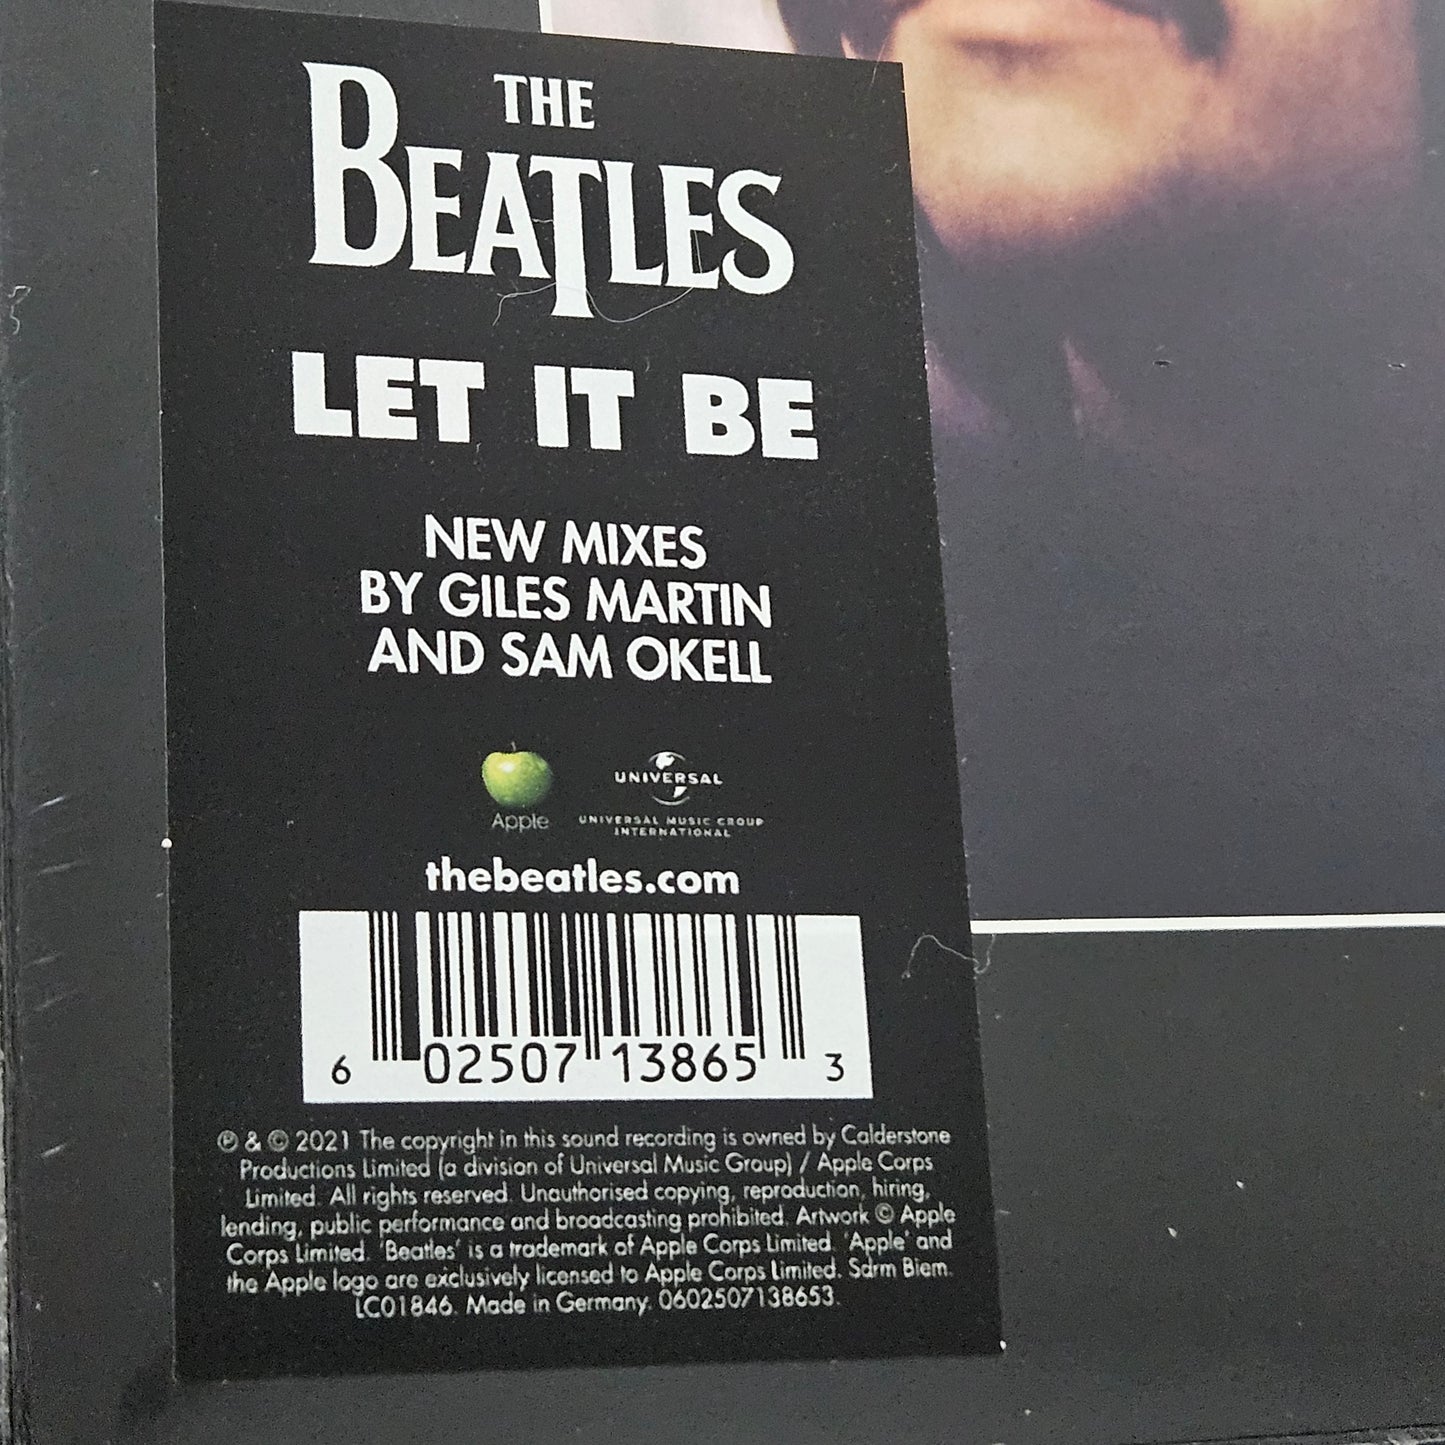 THE
BEATLES
LET IT BE
NEW MIXES
BY GILES MARTIN
AND SAM OKELL
Apple
UNIVERSAL
UNIVERSAL MUSIC GROUP
INTERNATIONAL
thebeatles.com
6 02507 13865 3
℗ & © 2021 The copyright in this sound recording is owned by Calderstone
Productions Limited (a division of Universal Music Group) / Apple Corps
Limited. All rights reserved. Unauthorised copying, reproduction, hiring,
lending, public performance and broadcasting prohibited. Artwork © Apple
Corps Limited. 'Beatles' is a trademark of Apple Corps Limited. 'Apple' and
the Apple logo are exclusively licensed to Apple Corps Limited. Sdrm Biem.
LC01846. Made in Germany. 0602507138653.